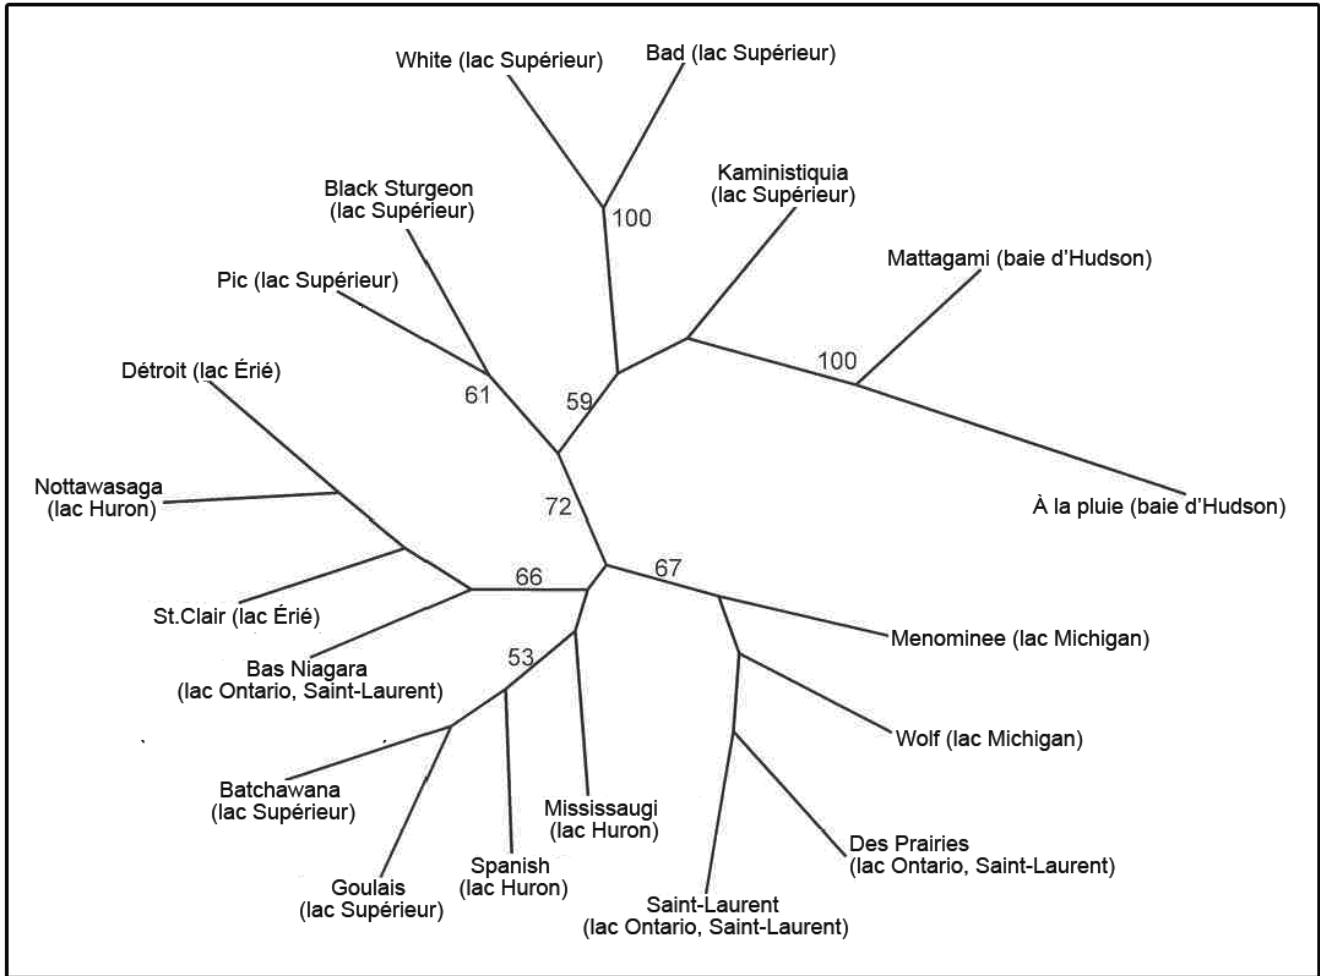 White (lac Supérieur)
Bad (lac Supérieur)
Kaministiquia
(lac Supérieur)
Black Sturgeon
(lac Supérieur)
100
Mattagami (baie d'Hudson)
Pic (lac Supérieur)
100
Détroit (lac Érié)
61
59
Nottawasaga
(lac Huron)
72
À la pluie (baie d'Hudson)
66
67
St.Clair (lac Érié)
Menominee (lac Michigan)
53
Bas Niagara
(lac Ontario, Saint-Laurent)
Wolf (lac Michigan)
Batchawana
(lac Supérieur)
Mississaugi
(lac Huron)
Des Prairies
(lac Ontario, Saint-Laurent)
Spanish
(lac Huron)
Goulais
(lac Supérieur)
Saint-Laurent
(lac Ontario, Saint-Laurent)